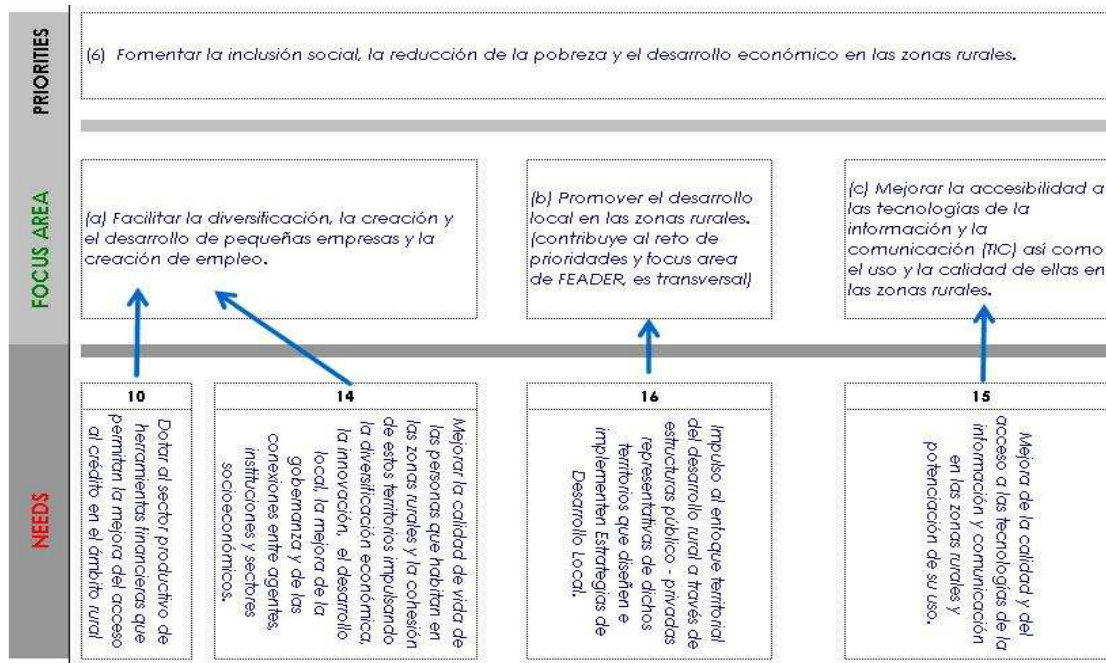 PRIORITIES
(6) Fomentar la inclusión social, la reducción de la pobreza y el desarrollo económico en las zonas rurales.
FOCUS AREA
(a) Facilitar la diversificación, la creación y
el desarrollo de pequeñas empresas y la
creación de empleo.
(b) Promover el desarrollo
local en las zonas rurales.
(contribuye al reto de
prioridades y focus area
de FEADER, es transversal)
(c) Mejorar la accesibilidad a
las tecnologías de la
información y la
comunicación (TIC) así como
el uso y la calidad de ellas en
las zonas rurales.
NEEDS
10
Dotar al sector productivo de
herramientas financieras que
permitan la mejora del acceso
al crédito en el ámbito rural
14
Mejorar la calidad de vida de
las personas que habitan en
las zonas rurales y la cohesión
de estos territorios impulsando
la diversificación económica,
la innovación, el desarrollo
local, la mejora de la
gobernanza y de las
conexiones entre agentes,
instituciones y sectores
socioeconómicos.
16
Impulso al enfoque territorial
del desarrollo rural a través de
estructuras público - privadas
representativas de dichos
territorios que diseñen e
implementen Estrategias de
Desarrollo Local.
15
Mejora de la calidad y del
acceso a las tecnologías de la
información y comunicación
en las zonas rurales y
potenciación de su uso.